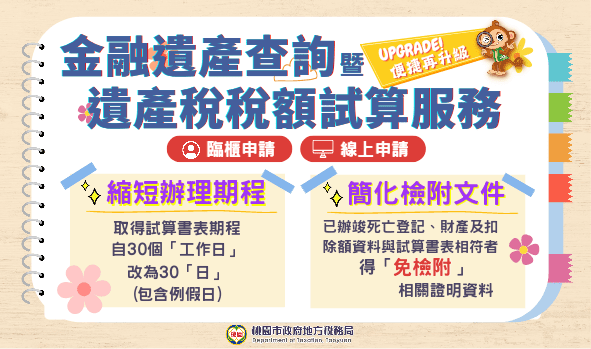 金融遺產查詢暨
UPGRADE!
便捷再升級
遺產稅稅額試算服務
臨櫃申請
線上申請
縮短辦理期程
取得試算書表期程
自30個「工作日」
改為30「日」
(包含例假日)
簡化檢附文件
已辦竣死亡登記、財產及扣
除額資料與試算書表相符者
得「免檢附」
相關證明資料
桃園市政府地方稅務局
Department of Taxation, Taoyuan